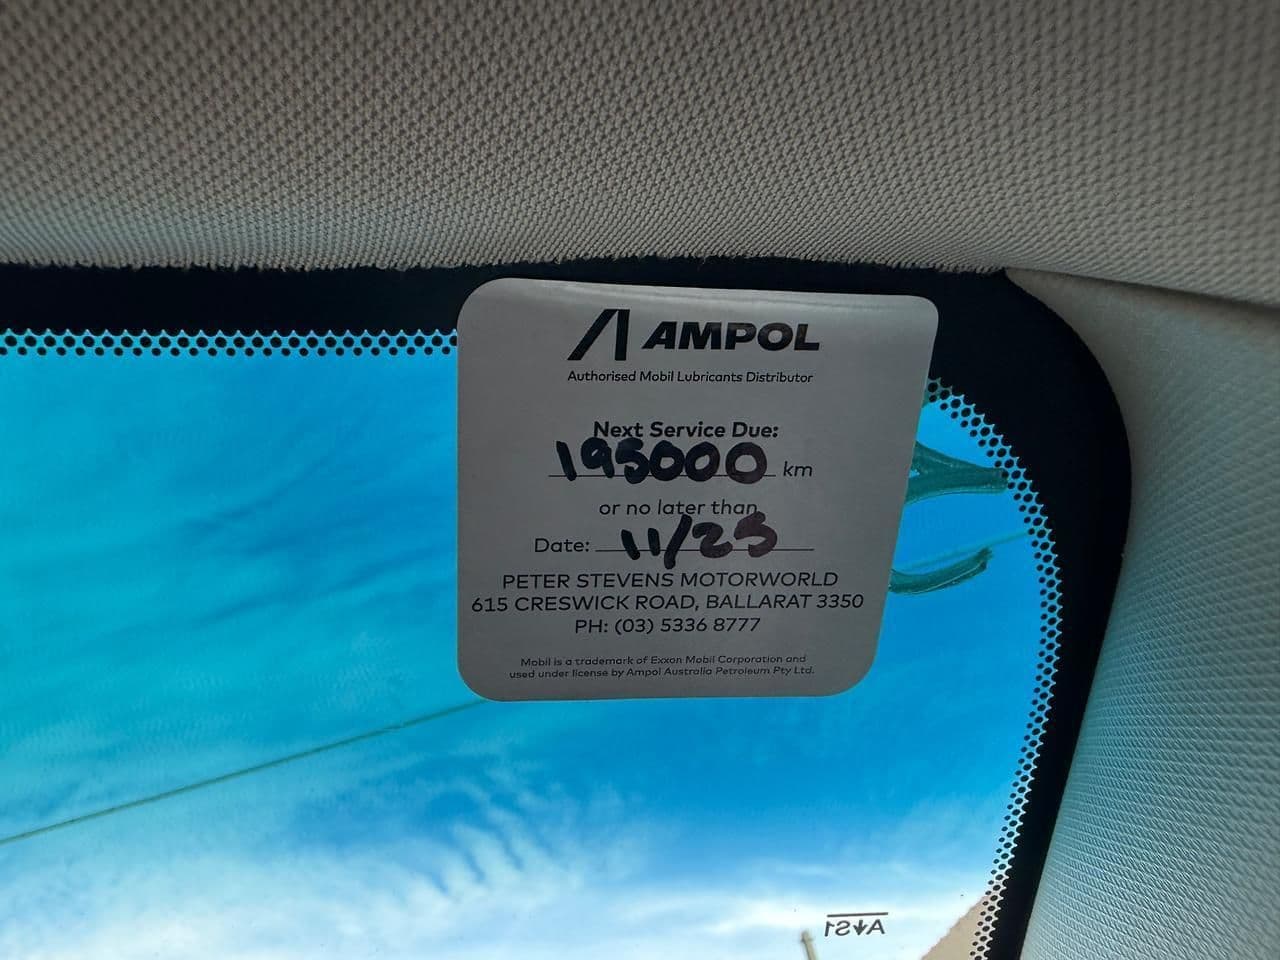 AMPOL
Authorised Mobil Lubricants Distributor
Next Service Due:
195000 km
or no later than
Date: 11/25
PETER STEVENS MOTORWORLD
615 CRESWICK ROAD, BALLARAT 3350
PH: (03) 5336 8777
Mobil is a trademark of Exxon Mobil Corporation and
used under license by Ampol Australia Petroleum Pty Ltd.
AS1